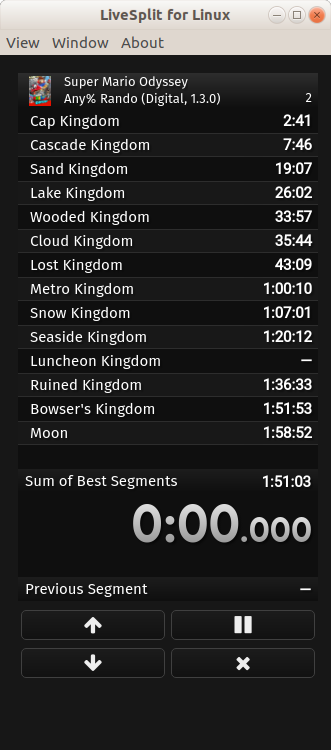 LiveSplit for Linux
View Window About
Super Mario Odyssey
Any% Rando (Digital, 1.3.0) 2
Cap Kingdom 2:41
Cascade Kingdom 7:46
Sand Kingdom 19:07
Lake Kingdom 26:02
Wooded Kingdom 33:57
Cloud Kingdom 35:44
Lost Kingdom 43:09
Metro Kingdom 1:00:10
Snow Kingdom 1:07:01
Seaside Kingdom 1:20:12
Luncheon Kingdom —
Ruined Kingdom 1:36:33
Bowser's Kingdom 1:51:53
Moon 1:58:52
Sum of Best Segments 1:51:03
0:00.000
Previous Segment —